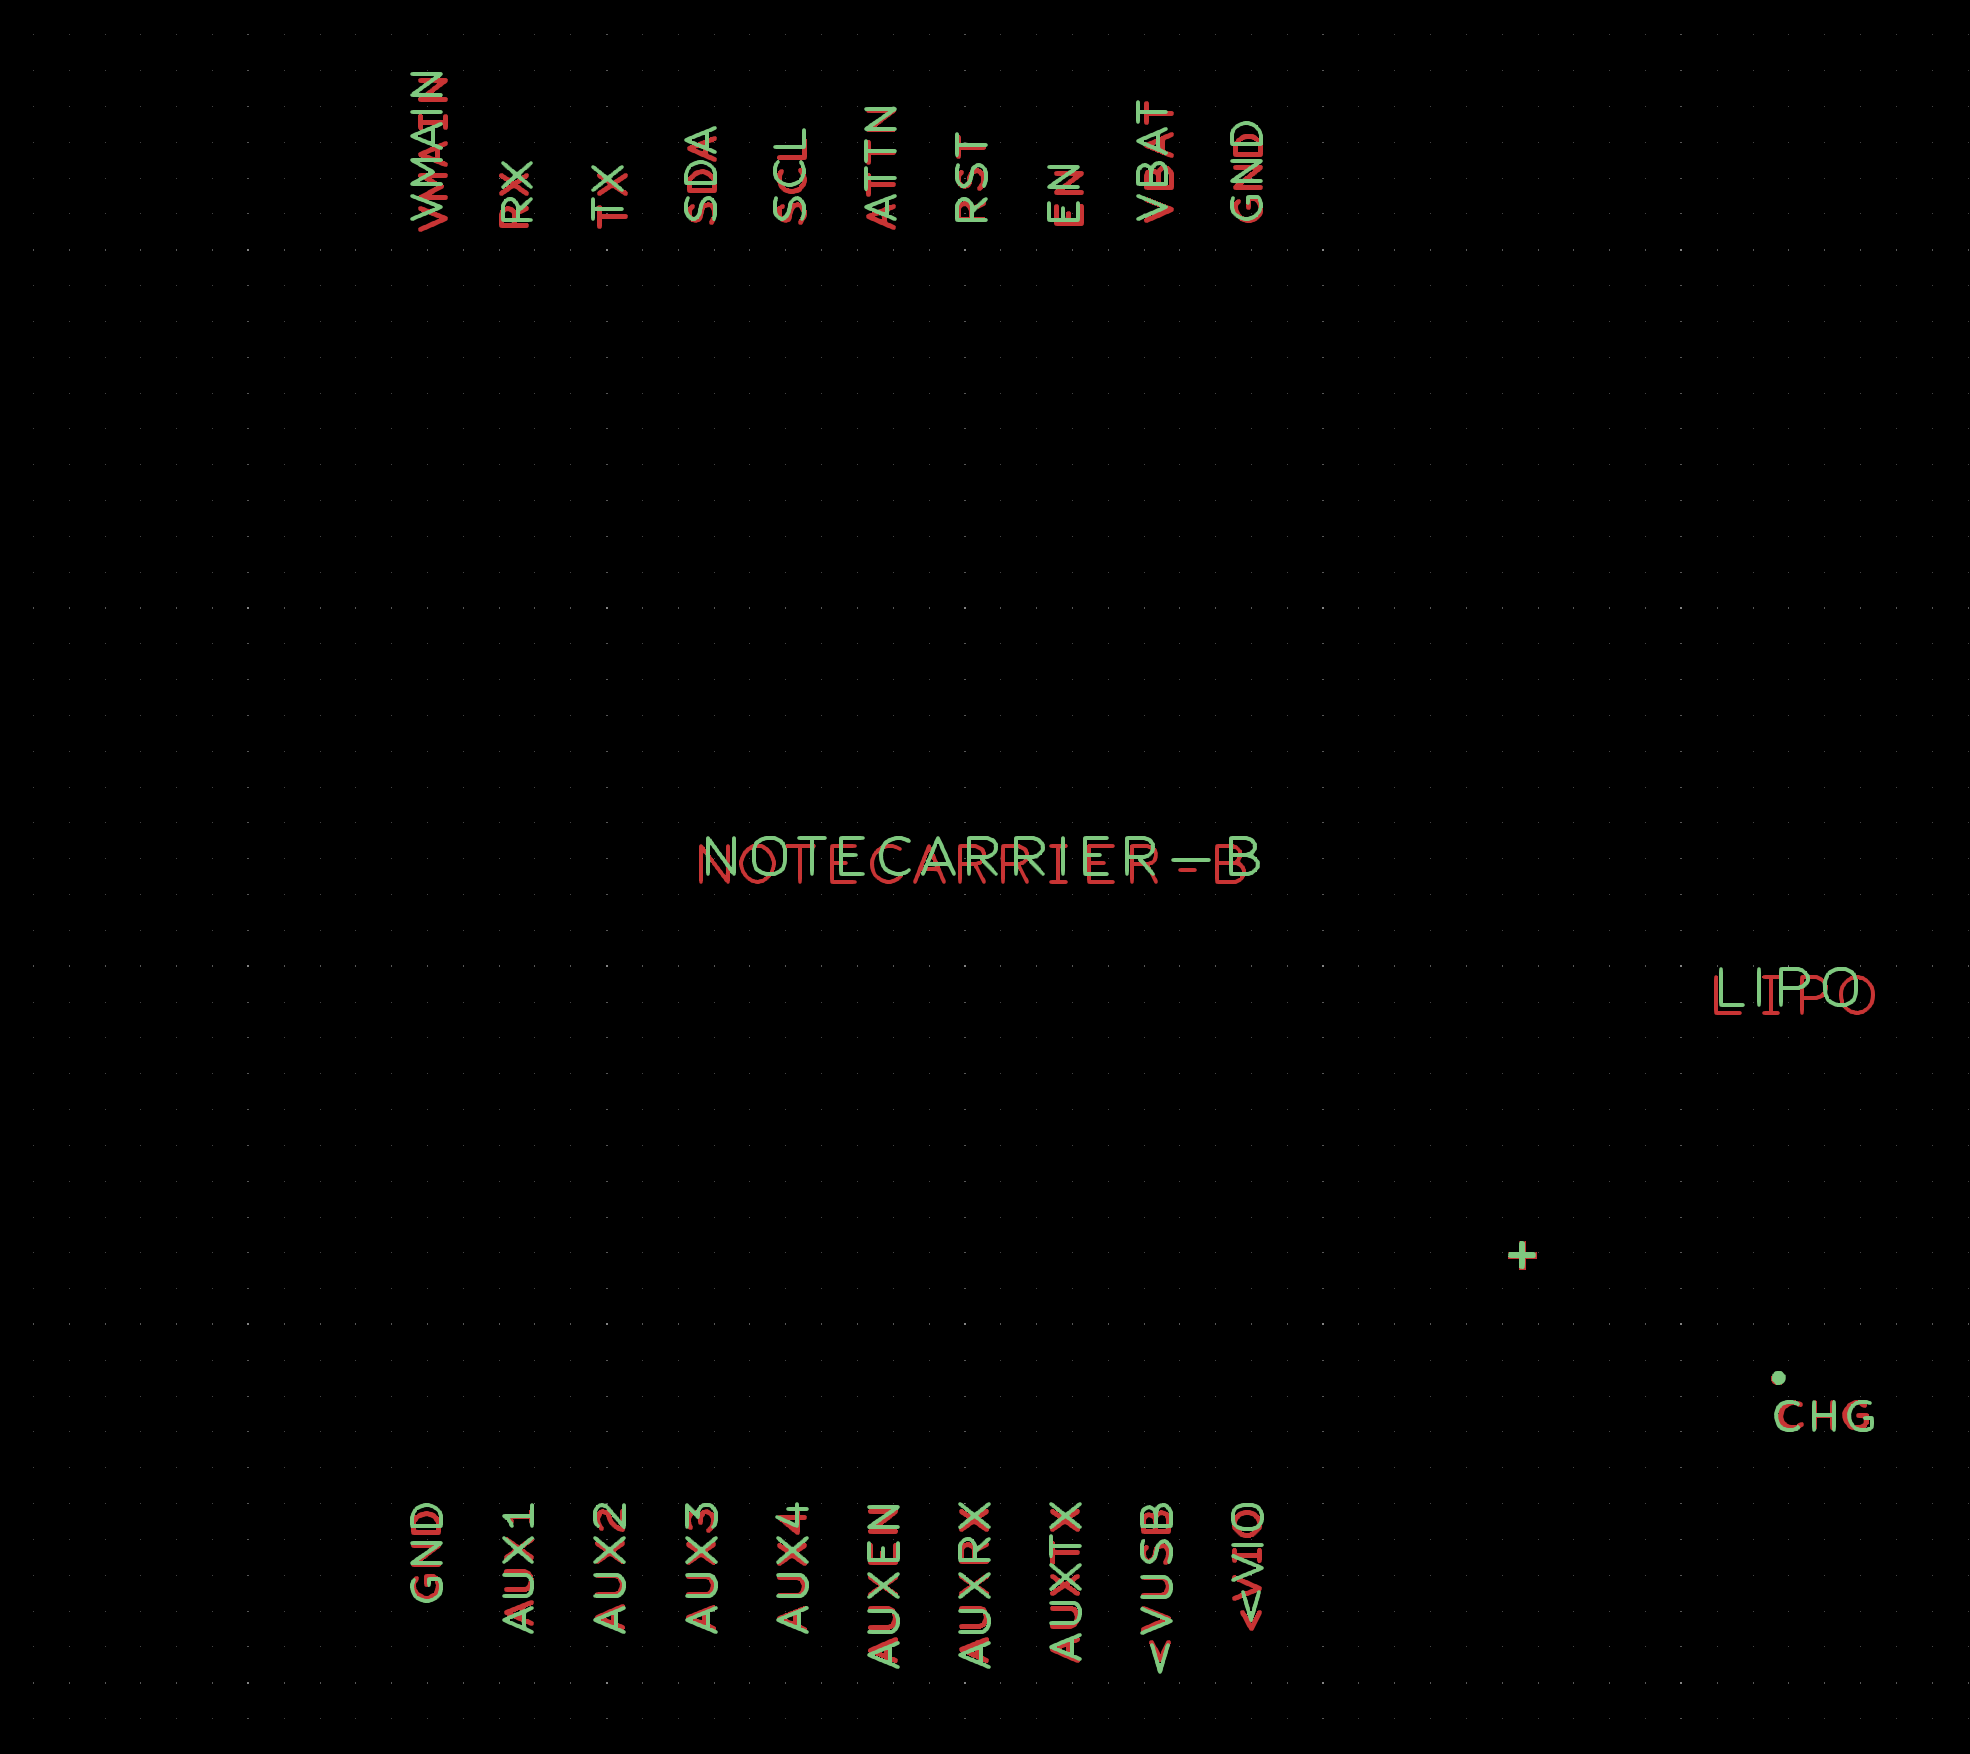 VMAIN
RX
TX
SDA
SCL
ATTN
RST
EN
VBAT
GND
NOTECARRIER-B
LIPO
+
CHG
GND
AUX1
AUX2
AUX3
AUX4
AUXEN
AUXRX
AUXTX
<VUSB
<VIO